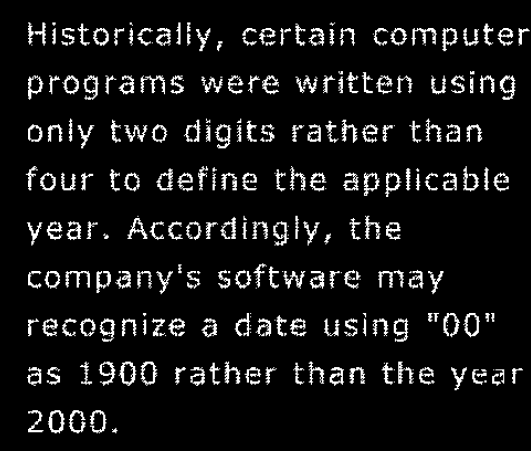 Historically, certain computer
programs were written using
only two digits rather than
four to define the applicable
year. Accordingly, the
company's software may
recognize a date using "00"
as 1900 rather than the year
2000.